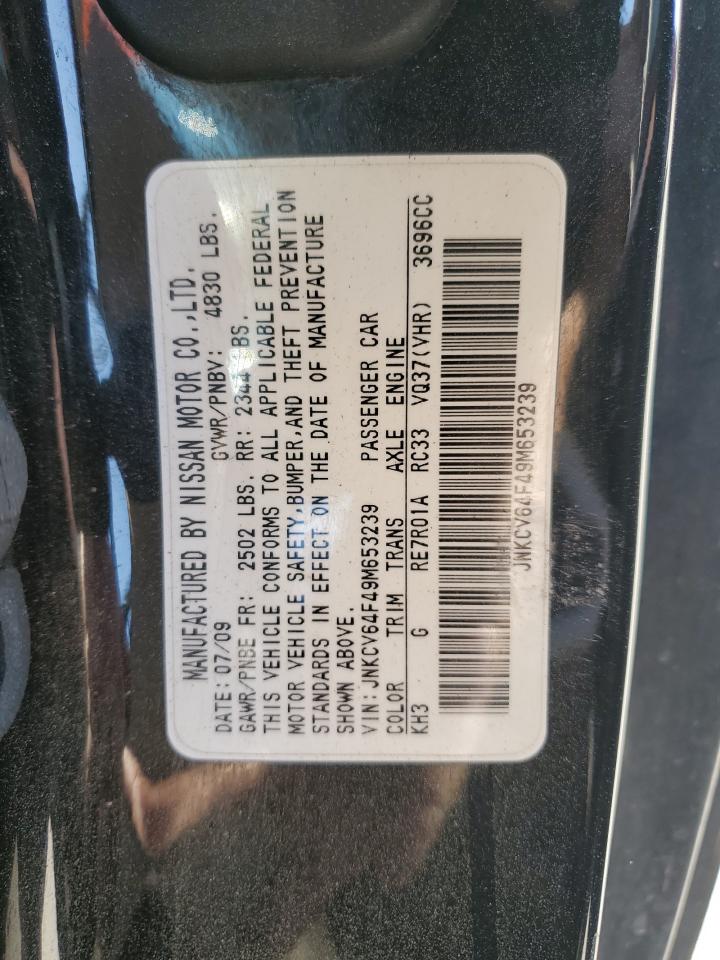 MANUFACTURED BY NISSAN MOTOR CO.,LTD.
DATE: 07/09 GVWR/PNBV: 4830 LBS.
GAWR/PNBE FR: 2502 LBS. RR: 2344 LBS.
THIS VEHICLE CONFORMS TO ALL APPLICABLE FEDERAL
MOTOR VEHICLE SAFETY,BUMPER,AND THEFT PREVENTION
STANDARDS IN EFFECT ON THE DATE OF MANUFACTURE
SHOWN ABOVE.
VIN: JNKCV64F49M653239 PASSENGER CAR
COLOR TRIM TRANS AXLE ENGINE
KH3 G RE7R01A RC33 VQ37(VHR) 3696CC
JNKCV64F49M653239